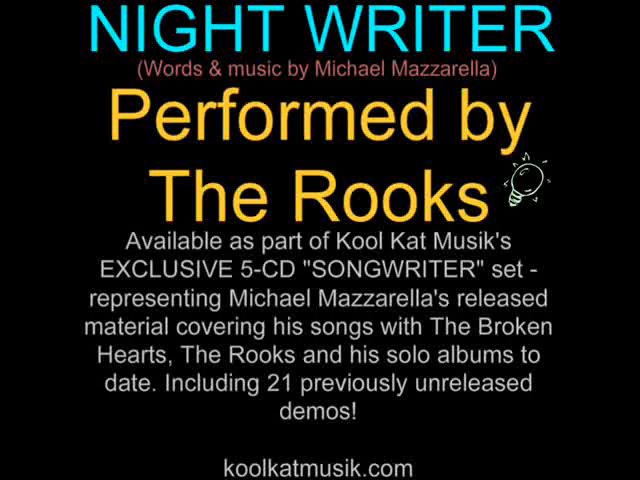 NIGHT WRITER
(Words & music by Michael Mazzarella)
Performed by
The Rooks
Available as part of Kool Kat Musik's
EXCLUSIVE 5-CD "SONGWRITER" set -
representing Michael Mazzarella's released
material covering his songs with The Broken
Hearts, The Rooks and his solo albums to
date. Including 21 previously unreleased
demos!
koolkatmusik.com